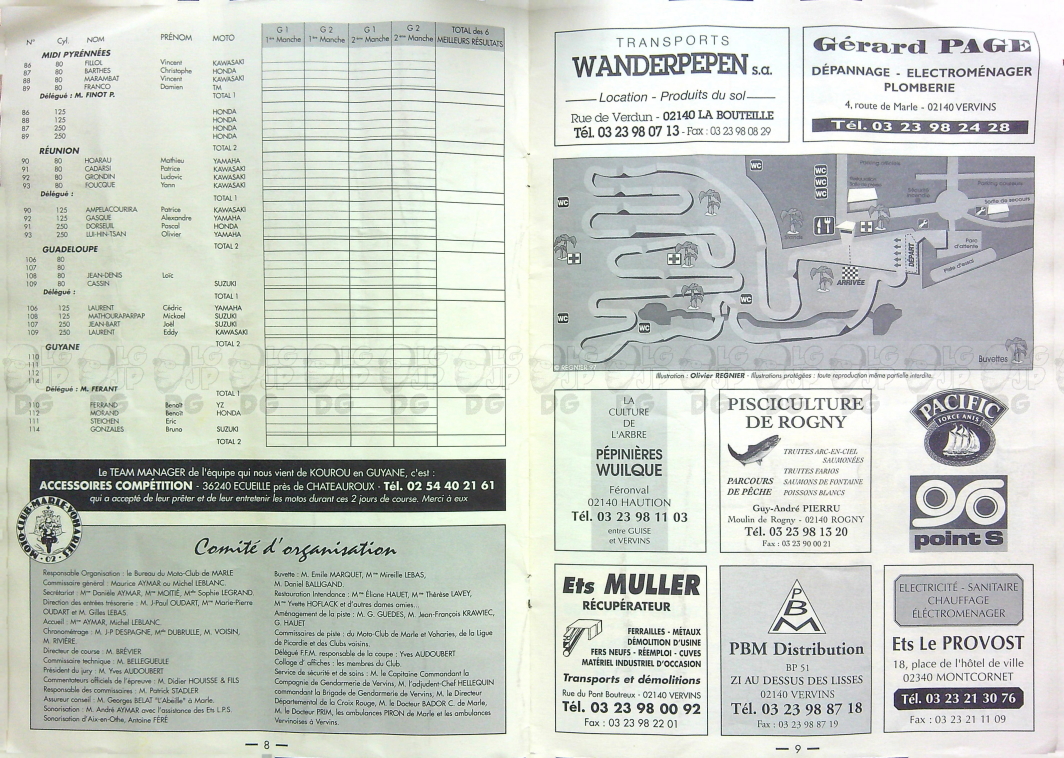 N° Cyl. NOM PRÉNOM MOTO G 1 1ère Manche G 2 1ère Manche G 1 2ème Manche G 2 2ème Manche TOTAL des 6 MEILLEURS RÉSULTATS
MIDI PYRÉNNÉES
86 80 FILLOL Vincent KAWASAKI
87 80 BARTHES Christophe HONDA
88 80 MARAMBAT Vincent KAWASAKI
89 80 FRANCO Damien TM
Délégué : M. FINOT P. TOTAL 1
86 125 HONDA
88 125 HONDA
87 250 HONDA
89 250 HONDA
TOTAL 2
RÉUNION
90 80 HOARAU Mathieu YAMAHA
91 80 CADARSI Patrice KAWASAKI
92 80 GRONDIN Ludovic KAWASAKI
93 80 FOUCQUE Yann KAWASAKI
Délégué : TOTAL 1
90 125 AMPELACOURIRA Patrice KAWASAKI
92 125 GASQUE Alexandre YAMAHA
91 250 DORSEUIL Pascal HONDA
93 250 LUI-HIN-TSAN Olivier YAMAHA
TOTAL 2
GUADELOUPE
106 80
107 80
108 80 JEAN-DENIS Loïc
109 80 CASSIN SUZUKI
Délégué : TOTAL 1
106 125 LAURENT Cédric YAMAHA
108 125 MATHOURAPARPAP Mickael SUZUKI
107 250 JEAN-BART Joël SUZUKI
109 250 LAURENT Eddy KAWASAKI
TOTAL 2
GUYANE
110
111
112
114
Délégué : M. FERANT TOTAL 1
110 FERRAND Benoît YZ
112 MORAND Benoît HONDA
111 STEICHEN Eric
114 GONZALES Bruno SUZUKI
TOTAL 2
Le TEAM MANAGER de l'équipe qui nous vient de KOUROU en GUYANE, c'est :
ACCESSOIRES COMPÉTITION - 36240 ECUEILLE près de CHATEAUROUX - Tél. 02 54 40 21 61
qui a accepté de leur prêter et de leur entretenir les motos durant ces 2 jours de course. Merci à eux
MOTO-CLUB-MARLE-VOHARIES
- 02 -
Comité d'organisation
Responsable Organisation : le Bureau du Moto-Club de MARLE
Commissaire général : Maurice AYMAR ou Michel LEBLANC.
Secrétariat : Mme Danièle AYMAR, Mme MOITIÉ, Mme Sophie LEGRAND.
Direction des entrées trésorerie : M. J-Paul OUDART, Mme Marie-Pierre
OUDART et M. Gilles LEBAS.
Accueil : Mme AYMAR, Michel LEBLANC.
Chronométrage : M. J-P DESPAGNE, Mme DUBRULLE, M. VOISIN,
M. RIVIÈRE.
Directeur de course : M. BRÉVIER
Commissaire technique : M. BELLEGUEULE
Président du jury : M. Yves AUDOUBERT
Commentateurs officiels de l'épreuve : M. Didier HOUISSE & FILS
Responsable des commissaires : M. Patrick STADLER
Assureur conseil : M. Georges BELAT "L'Abeille" à Marle.
Sonorisation : M. André AYMAR avec l'assistance des Ets L.P.S.
Sonorisation d'Aix-en-Othe, Antoine FÉRÉ
Buvette : M. Emile MARQUET, Mme Mireille LEBAS,
M. Daniel BALLIGAND.
Restauration Intendance : Mme Éliane HAUET, Mme Thérèse LAVEY,
Mme Yvette HOFLACK et d'autres dames amies...
Aménagement de la piste : M. G. GUEDES, M. Jean-François KRAWIEC,
G. HAUET
Commissaires de piste : du Moto-Club de Marle et Voharies, de la Ligue
de Picardie et des Clubs voisins.
Délégué F.F.M. responsable de la coupe : Yves AUDOUBERT
Collage d'affiches : les membres du Club.
Service de sécurité et de soins : M. le Capitaine Commandant la
Compagnie de Gendarmerie de Vervins, M. l'adjudent-Chef HELLEQUIN
commandant la Brigade de Gendarmerie de Vervins, M. le Directeur
Départemental de la Croix Rouge, M. le Docteur BADOR C. de Marle,
M. le Docteur PRIM, les ambulances PIRON de Marle et les ambulances
Vervinoises à Vervins.
— 8 —
TRANSPORTS
WANDERPEPEN s.a.
Location - Produits du sol
Rue de Verdun - 02140 LA BOUTEILLE
Tél. 03 23 98 07 13 - Fax : 03 23 98 08 29
Gérard PAGE
DÉPANNAGE - ELECTROMÉNAGER
PLOMBERIE
4, route de Marle - 02140 VERVINS
Tél. 03 23 98 24 28
WC
WC
WC
WC
WC
Parking coureurs
Sortie de secours
Parc d'attente
Piste d'essai
DÉPART
ARRIVÉE
WC
WC
WC
Buvettes
© REGNIER 97
Illustration : Olivier REGNIER - Illustrations protégées : toute reproduction même partielle interdite.
LA
CULTURE
DE
L'ARBRE
PÉPINIÈRES
WUILQUE
Féronval
02140 HAUTION
Tél. 03 23 98 11 03
entre GUISE
et VERVINS
PISCICULTURE
DE ROGNY
TRUITES ARC-EN-CIEL
SAUMONÉES
TRUITES FARIOS
SAUMONS DE FONTAINE
POISSONS BLANCS
PARCOURS
DE PÊCHE
Guy-André PIERRU
Moulin de Rogny - 02140 ROGNY
Tél. 03 23 98 13 20
Fax : 03 23 90 00 21
PACIFIC
FORCE ANIS
point S
Ets MULLER
RÉCUPÉRATEUR
FERRAILLES - MÉTAUX
DÉMOLITION D'USINE
FERS NEUFS - RÉEMPLOI - CUVES
MATÉRIEL INDUSTRIEL D'OCCASION
Transports et démolitions
Rue du Pont Boutreux - 02140 VERVINS
Tél. 03 23 98 00 92
Fax : 03 23 98 22 01
PBM
PBM Distribution
BP 51
ZI AU DESSUS DES LISSES
02140 VERVINS
Tél. 03 23 98 87 18
Fax : 03 23 98 87 19
ELECTRICITÉ - SANITAIRE
CHAUFFAGE
ÉLÉCTROMENAGER
Ets Le PROVOST
18, place de l'hôtel de ville
02340 MONTCORNET
Tél. 03 23 21 30 76
Fax : 03 23 21 11 09
— 9 —